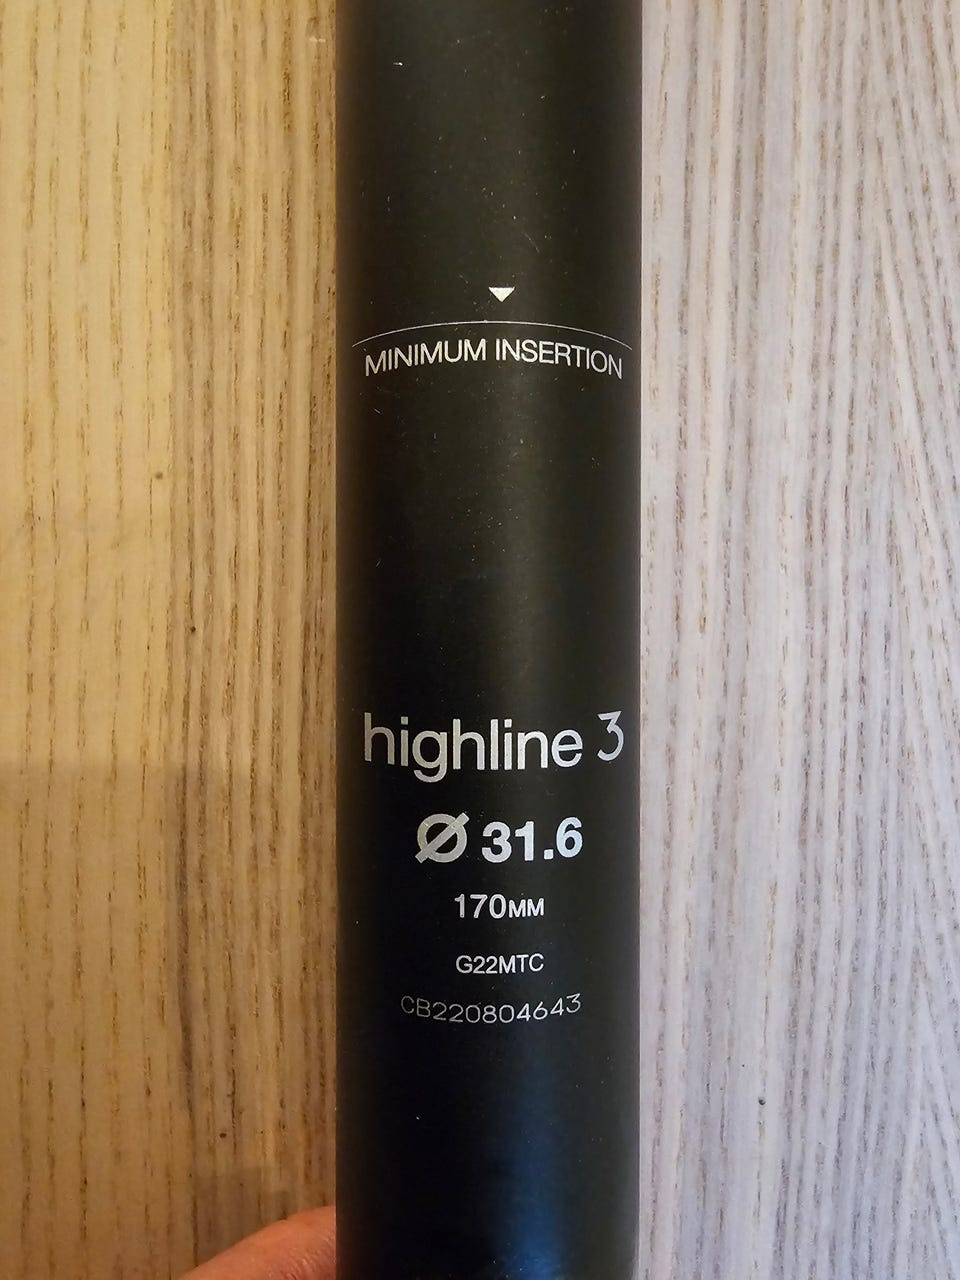 MINIMUM INSERTION
highline 3
Ø 31.6
170MM
G22MTC
CB220804643